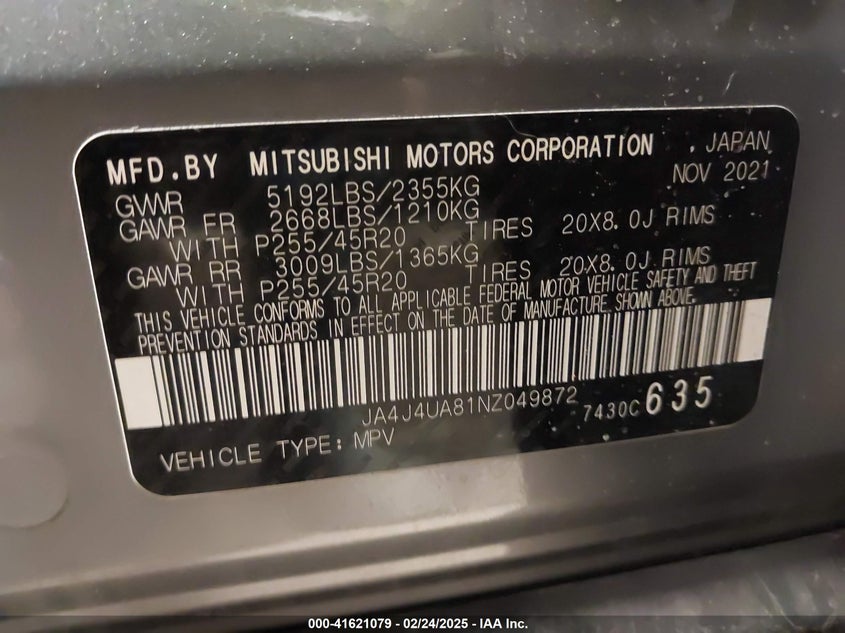 MFD.BY MITSUBISHI MOTORS CORPORATION . JAPAN
NOV 2021
GVWR 5192LBS/2355KG
GAWR FR 2668LBS/1210KG
WITH P255/45R20 TIRES 20X8.0J RIMS
GAWR RR 3009LBS/1365KG
WITH P255/45R20 TIRES 20X8.0J RIMS
THIS VEHICLE CONFORMS TO ALL APPLICABLE FEDERAL MOTOR VEHICLE SAFETY AND THEFT
PREVENTION STANDARDS IN EFFECT ON THE DATE OF MANUFACTURE SHOWN ABOVE.
JA4J4UA81NZ049872 7430C 635
VEHICLE TYPE: MPV
000-41621079 - 02/24/2025 - IAA Inc.